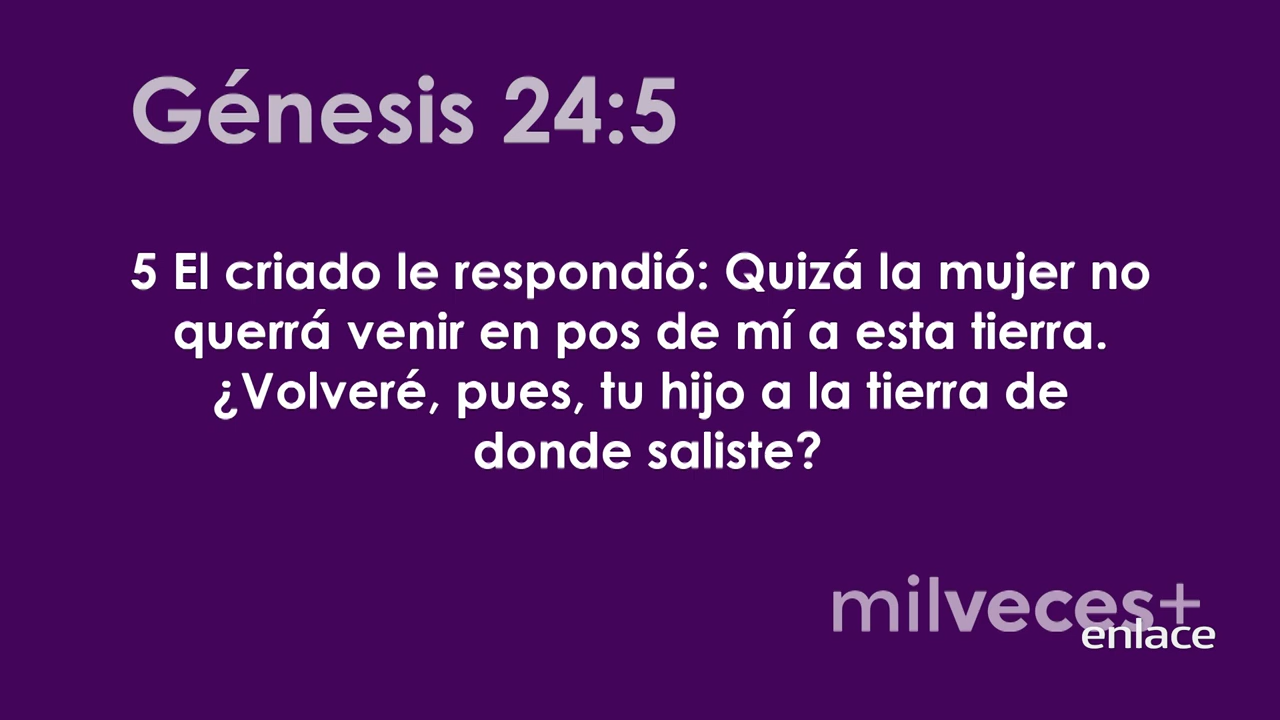 Génesis 24:5
5 El criado le respondió: Quizá la mujer no
querrá venir en pos de mí a esta tierra.
¿Volveré, pues, tu hijo a la tierra de
donde saliste?
milveces+
enlace